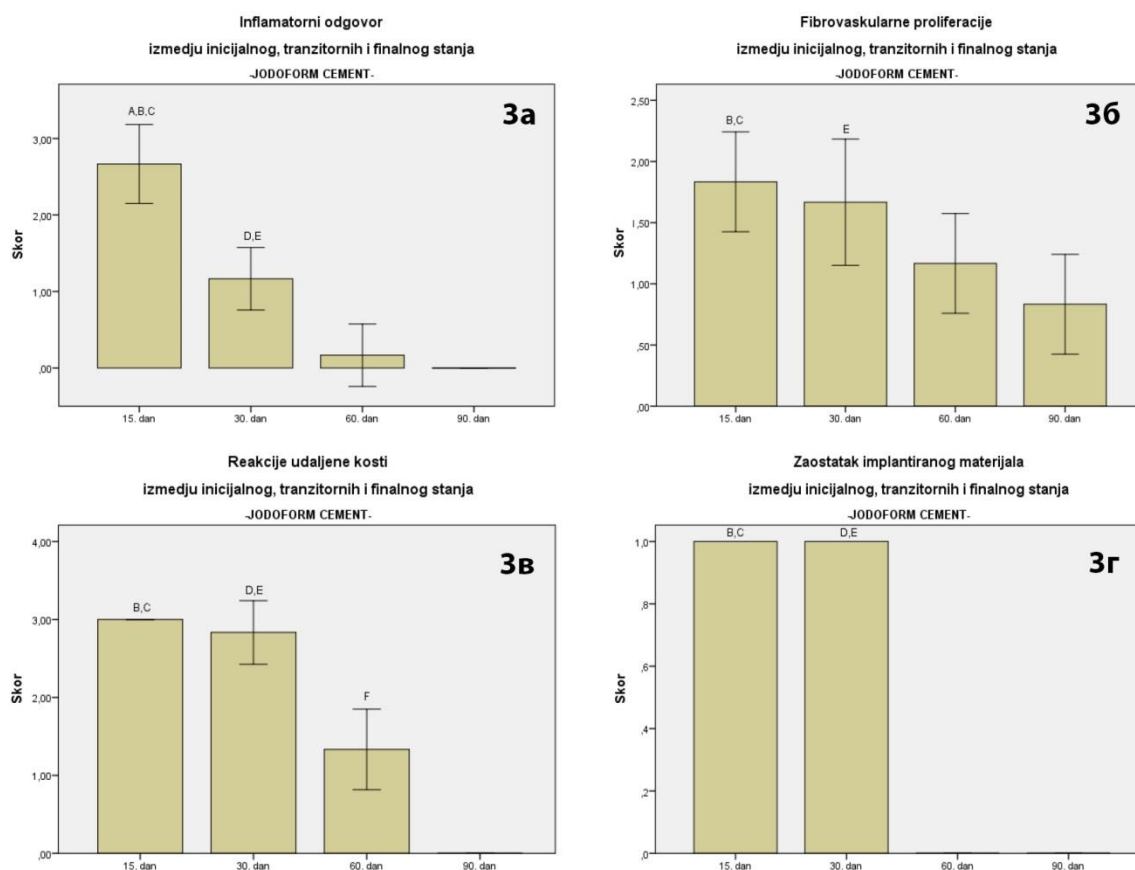 Inflamatorni odgovor
izmedju inicijalnog, tranzitornih i finalnog stanja
-JODOFORM CEMENT-
3а
A,B,C
D,E
3,00
2,00
1,00
,00
Skor
15. dan 30. dan 60. dan 90. dan
Fibrovaskularne proliferacije
izmedju inicijalnog, tranzitornih i finalnog stanja
-JODOFORM CEMENT-
3б
B,C
E
2,50
2,00
1,50
1,00
,50
,00
Skor
15. dan 30. dan 60. dan 90. dan
Reakcije udaljene kosti
izmedju inicijalnog, tranzitornih i finalnog stanja
-JODOFORM CEMENT-
3в
B,C
D,E
F
4,00
3,00
2,00
1,00
,00
Skor
15. dan 30. dan 60. dan 90. dan
Zaostatak implantiranog materijala
izmedju inicijalnog, tranzitornih i finalnog stanja
-JODOFORM CEMENT-
3г
B,C
D,E
1,0
,8
,6
,4
,2
,0
Skor
15. dan 30. dan 60. dan 90. dan